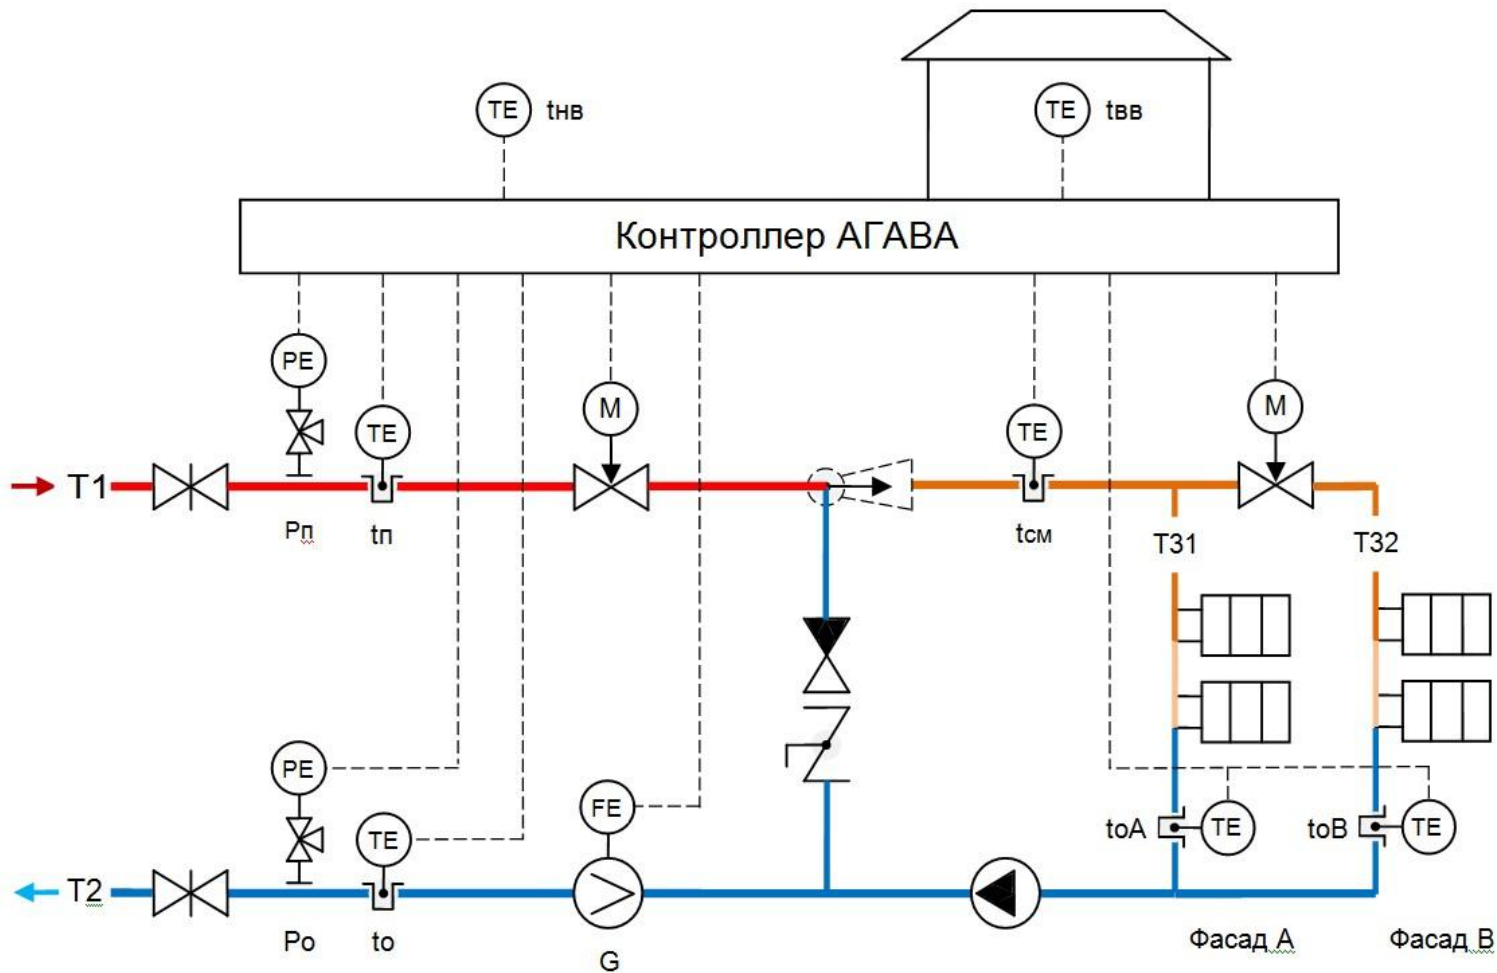 TE tнв
TE tвв
Контроллер АГАВА
PE
TE
M
TE
M
T1
Pп
tп
tсм
T31
T32
PE
TE
FE
toA
TE
toB
TE
T2
Po
to
G
Фасад А
Фасад В